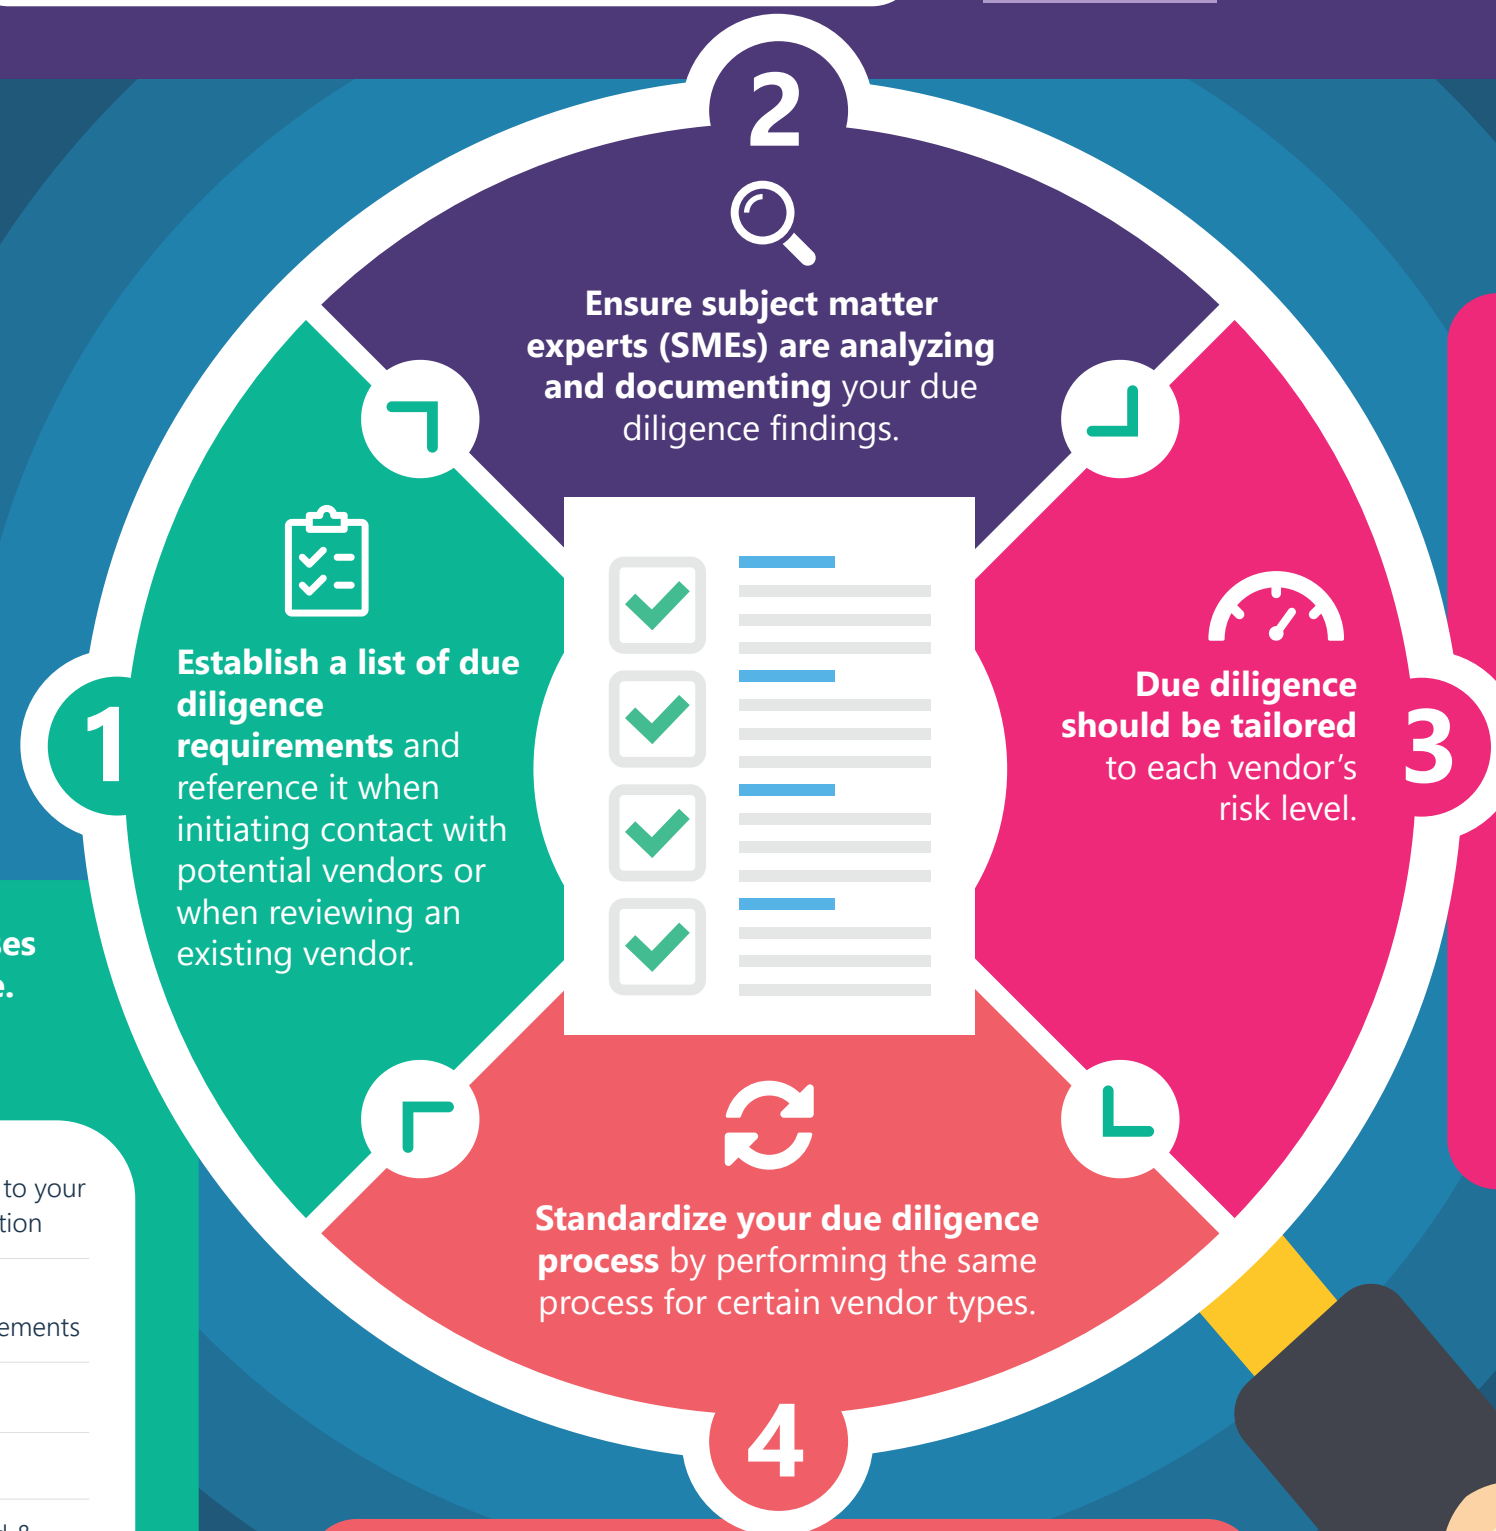 2
Ensure subject matter
experts (SMEs) are analyzing
and documenting your due
diligence findings.
1
Establish a list of due
diligence
requirements and
reference it when
initiating contact with
potential vendors or
when reviewing an
existing vendor.
Due diligence
should be tailored
to each vendor's
risk level.
3
Standardize your due diligence
process by performing the same
process for certain vendor types.
4
to your